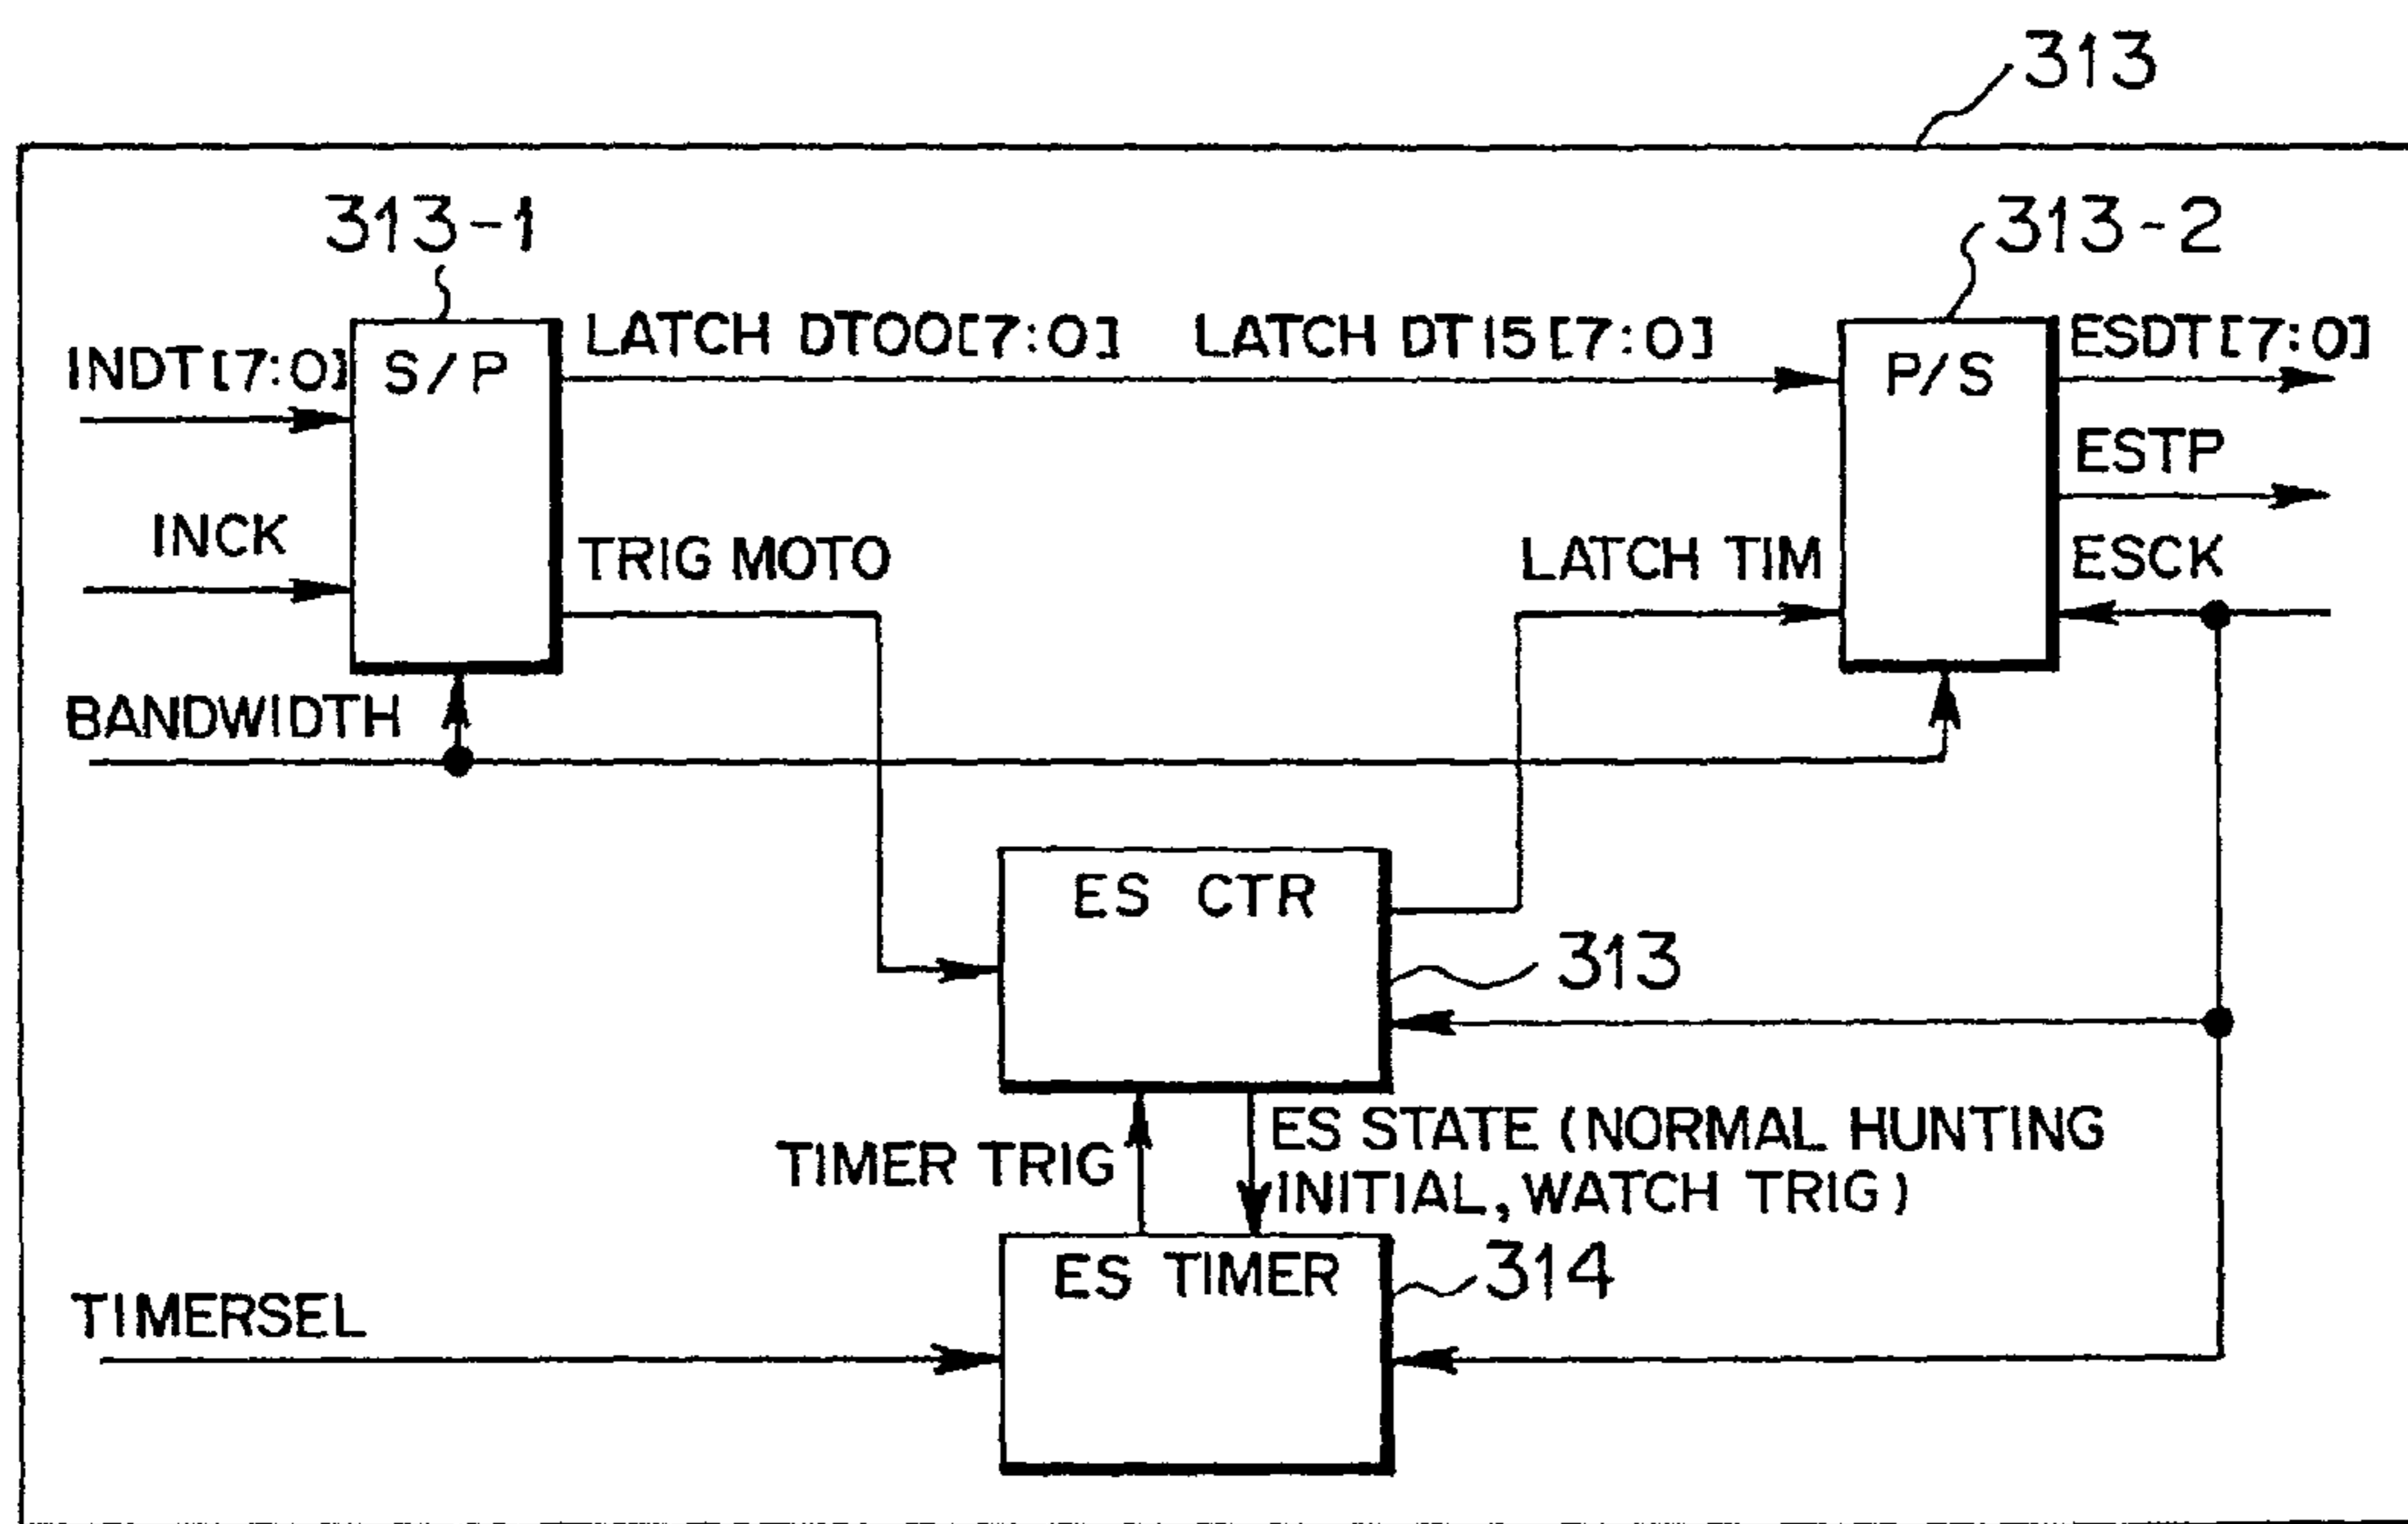 313
313-1
313-2
LATCH DT00[7:0] LATCH DT15[7:0]
ESDT[7:0]
INDT[7:0]
S/P
P/S
ESTP
INCK
TRIG MOTO
LATCH TIM
ESCK
BANDWIDTH
ES CTR
313
TIMER TRIG
ES STATE (NORMAL HUNTING
INITIAL, WATCH TRIG)
ES TIMER
314
TIMERSEL